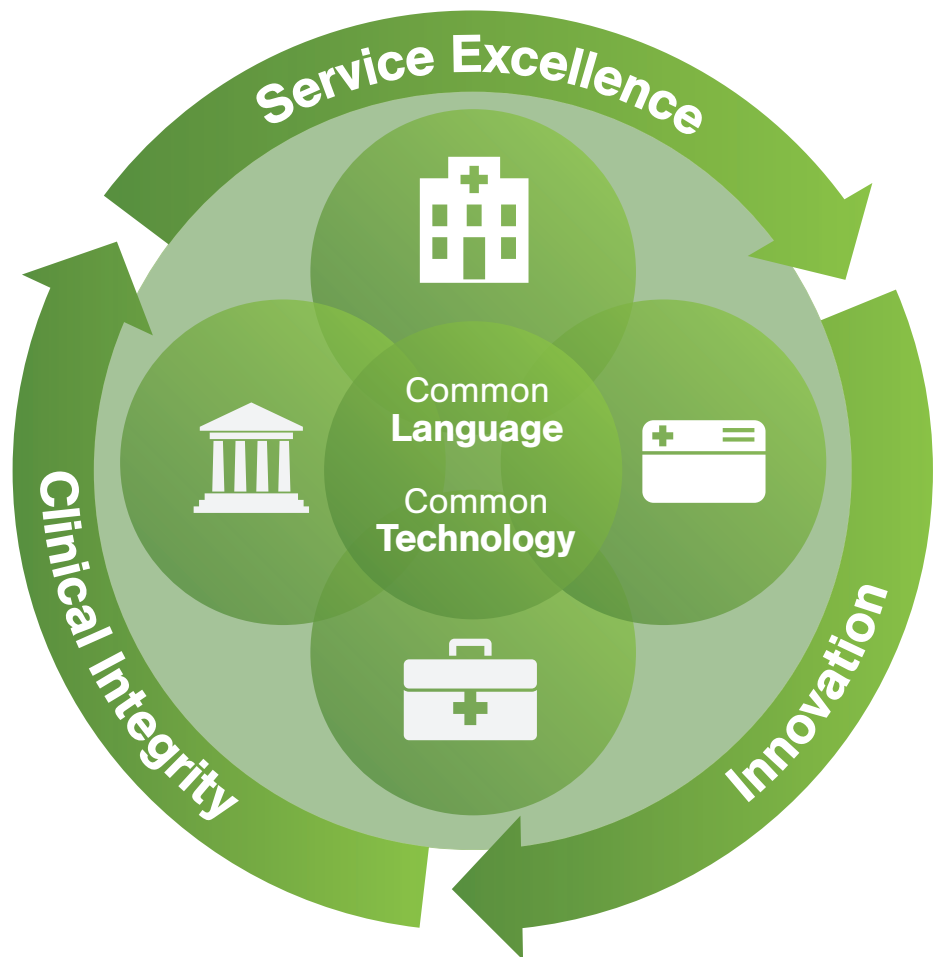 Service Excellence
Common
Language
Common
Technology
Clinical Integrity
Innovation